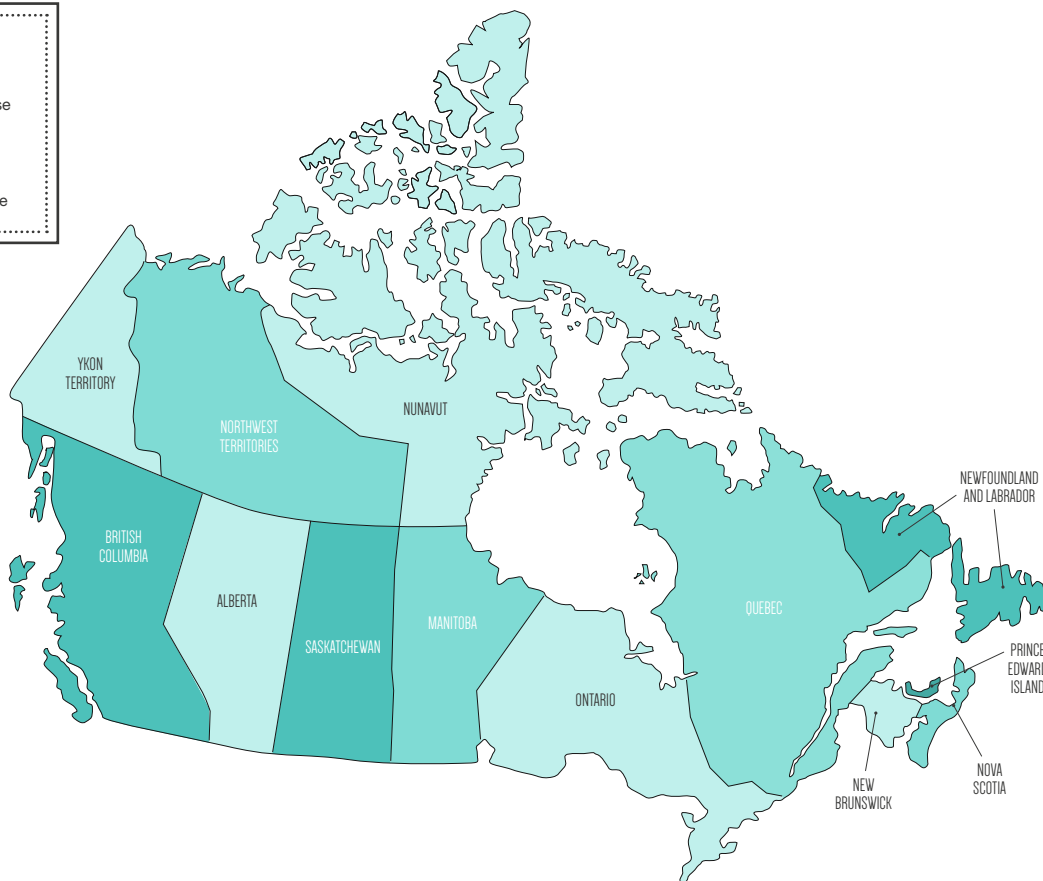 se
e
YKON
TERRITORY
NORTHWEST
TERRITORIES
NUNAVUT
BRITISH
COLUMBIA
ALBERTA
SASKATCHEWAN
MANITOBA
ONTARIO
QUEBEC
NEWFOUNDLAND
AND LABRADOR
PRINCE
EDWARD
ISLAND
NOVA
SCOTIA
NEW
BRUNSWICK